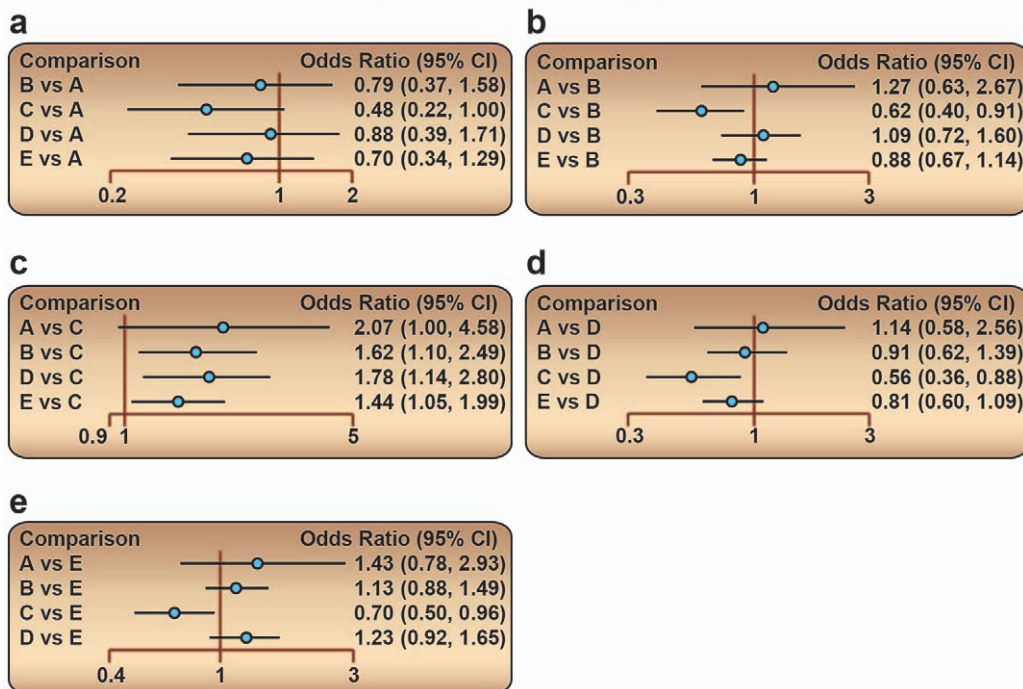 a
Comparison Odds Ratio (95% CI)
B vs A 0.79 (0.37, 1.58)
C vs A 0.48 (0.22, 1.00)
D vs A 0.88 (0.39, 1.71)
E vs A 0.70 (0.34, 1.29)
0.2 1 2
b
Comparison Odds Ratio (95% CI)
A vs B 1.27 (0.63, 2.67)
C vs B 0.62 (0.40, 0.91)
D vs B 1.09 (0.72, 1.60)
E vs B 0.88 (0.67, 1.14)
0.3 1 3
c
Comparison Odds Ratio (95% CI)
A vs C 2.07 (1.00, 4.58)
B vs C 1.62 (1.10, 2.49)
D vs C 1.78 (1.14, 2.80)
E vs C 1.44 (1.05, 1.99)
0.9 1 5
d
Comparison Odds Ratio (95% CI)
A vs D 1.14 (0.58, 2.56)
B vs D 0.91 (0.62, 1.39)
C vs D 0.56 (0.36, 0.88)
E vs D 0.81 (0.60, 1.09)
0.3 1 3
e
Comparison Odds Ratio (95% CI)
A vs E 1.43 (0.78, 2.93)
B vs E 1.13 (0.88, 1.49)
C vs E 0.70 (0.50, 0.96)
D vs E 1.23 (0.92, 1.65)
0.4 1 3